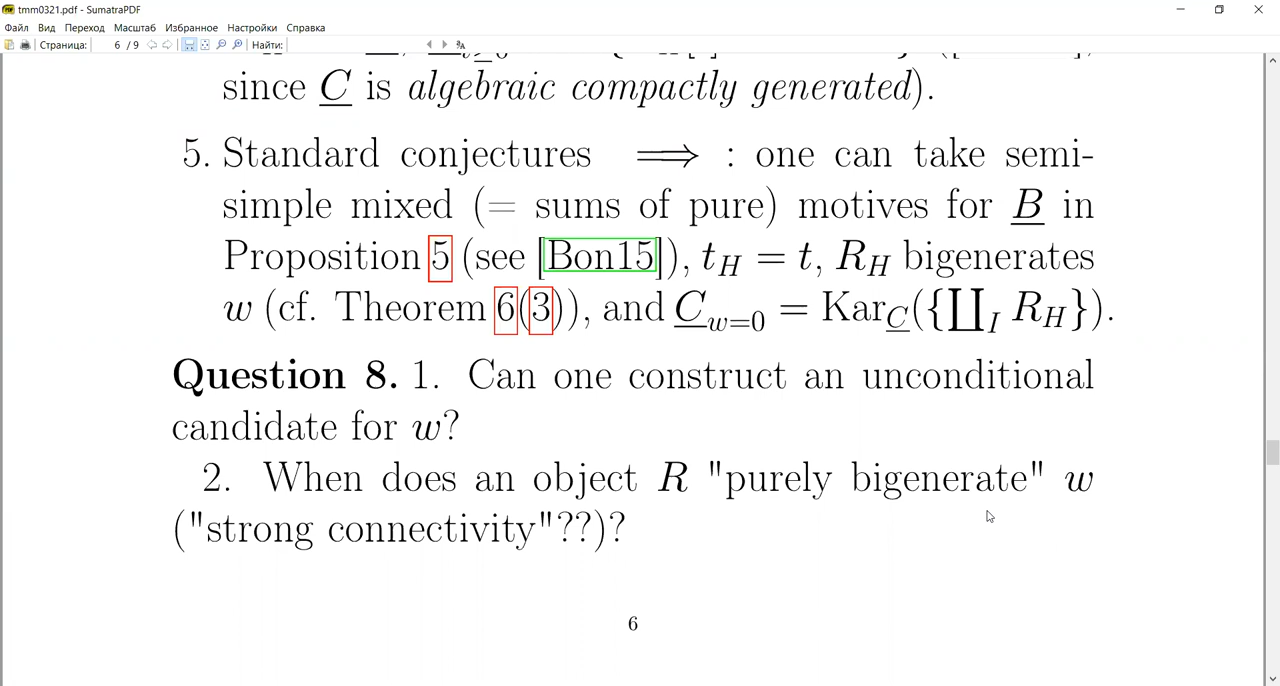 tmm0321.pdf - SumatraPDF
Файл Вид Переход Масштаб Избранное Настройки Справка
Страница: 6 / 9 Найти:
since C is algebraic compactly generated).
5. Standard conjectures ⟹ : one can take semi-
simple mixed (= sums of pure) motives for B in
Proposition 5 (see [Bon15]), t_H = t, R_H bigenerates
w (cf. Theorem 6(3)), and C_{w=0} = Kar_C({∐_I R_H}).
Question 8. 1. Can one construct an unconditional
candidate for w?
2. When does an object R "purely bigenerate" w
("strong connectivity"??)?
6